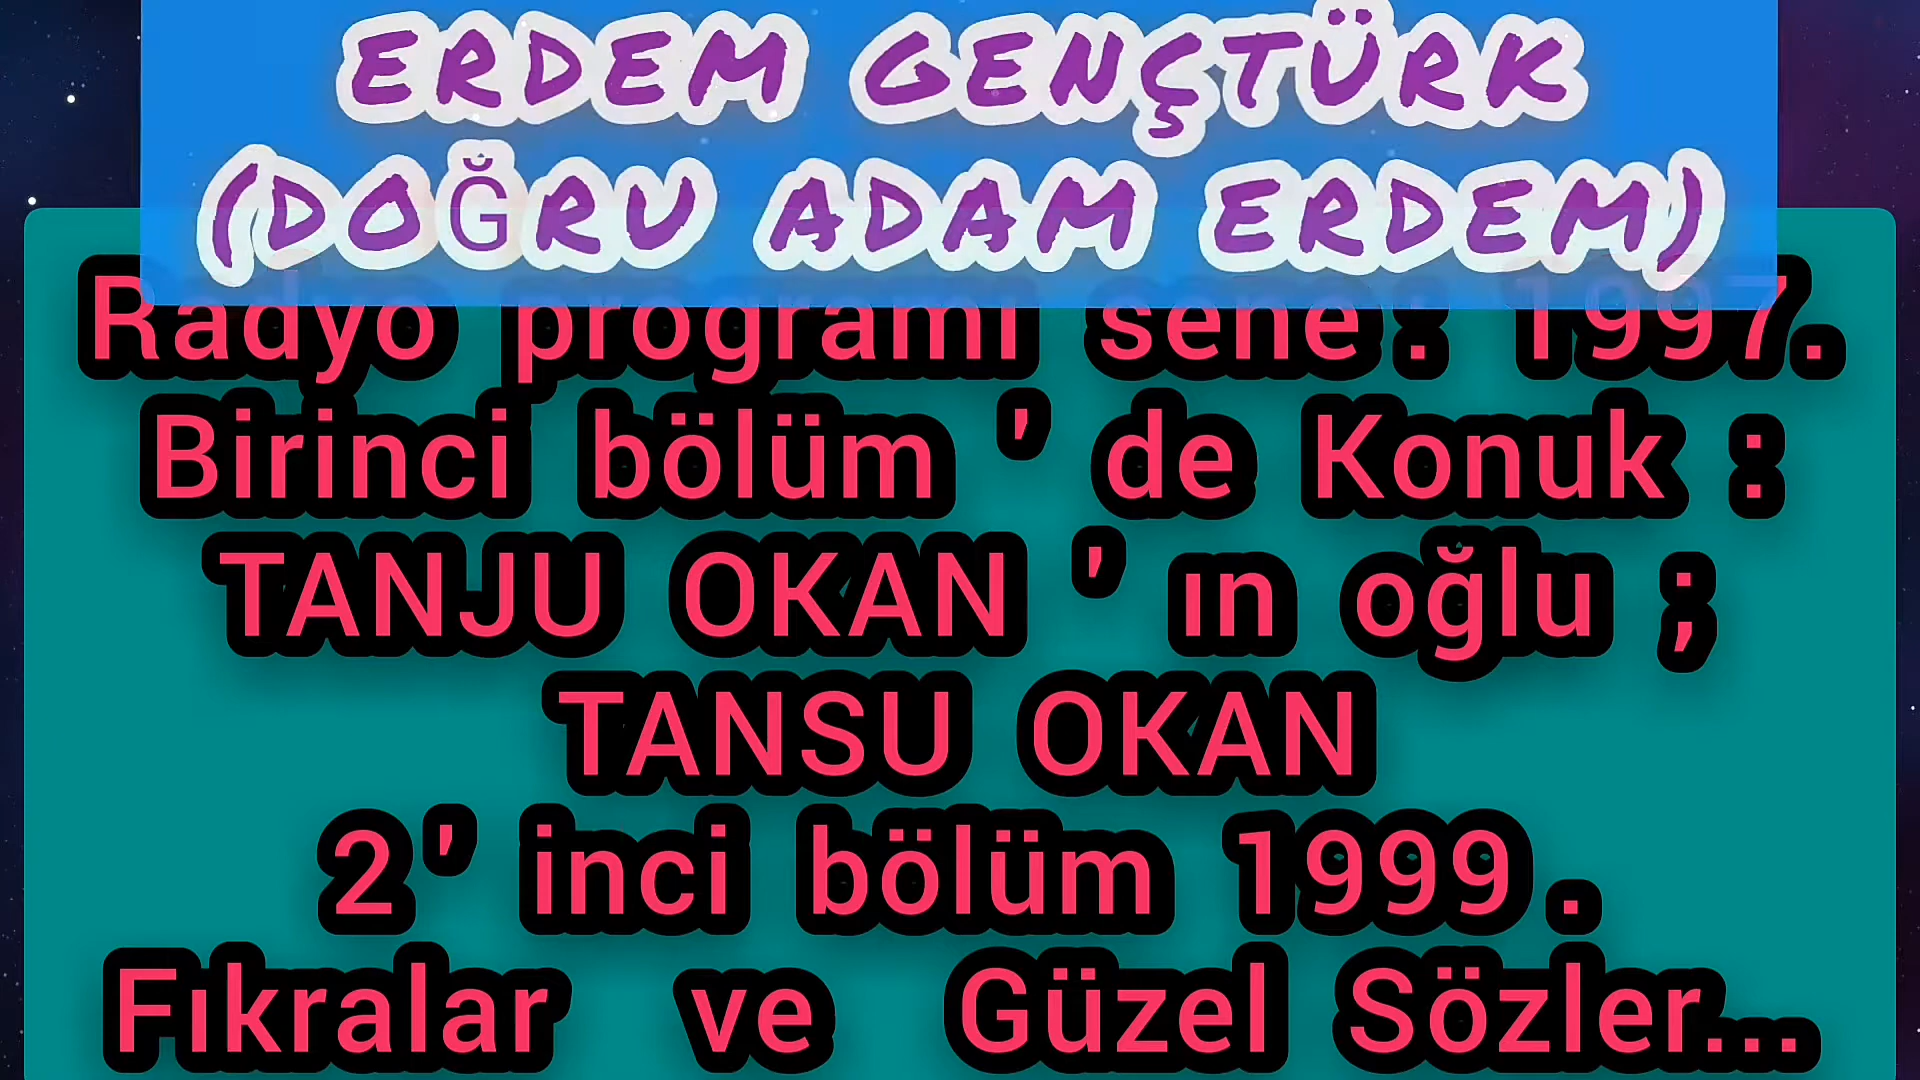 ERDEM GENÇTÜRK
(DOĞRU ADAM ERDEM)
Radyo programı sene : 1997.
Birinci bölüm ' de Konuk :
TANJU OKAN ' ın oğlu ;
TANSU OKAN
2' inci bölüm 1999 .
Fıkralar ve Güzel Sözler...